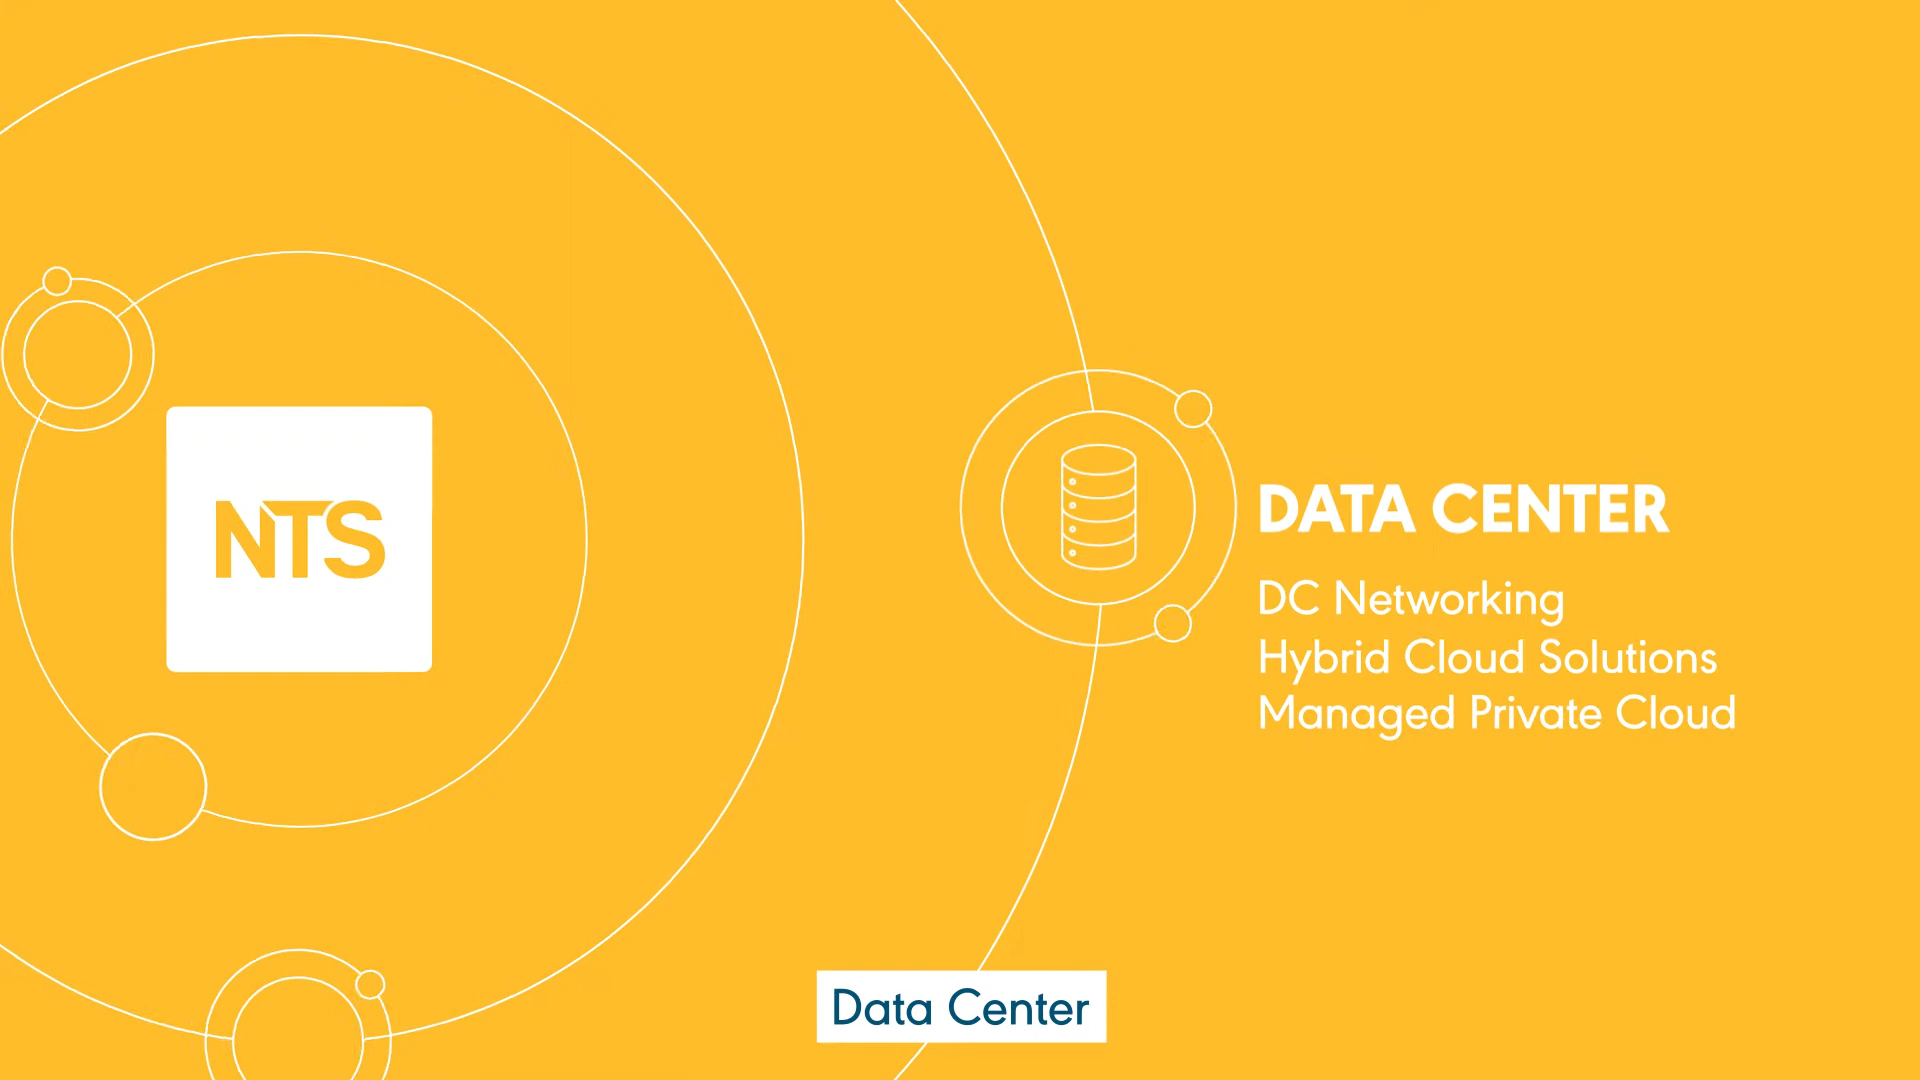 NTS
DATA CENTER
DC Networking
Hybrid Cloud Solutions
Managed Private Cloud
Data Center